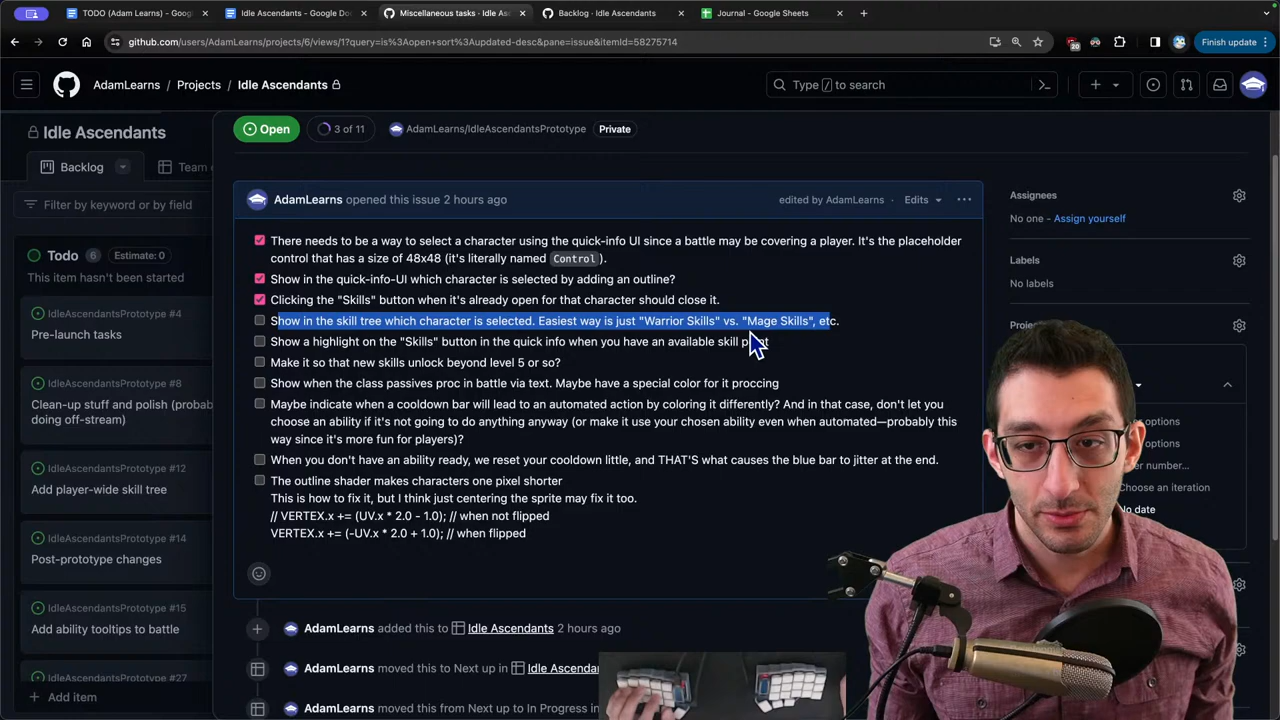 TODO (Adam Learns) - Goog
Idle Ascendants - Google Do
Miscellaneous tasks · Idle As
Backlog · Idle Ascendants
Journal - Google Sheets
github.com/users/AdamLearns/projects/6/views/1?query=is%3Aopen+sort%3Aupdated-desc&pane=issue&itemId=58275714
20
Finish update
AdamLearns / Projects / Idle Ascendants
Type / to search
Idle Ascendants
Backlog
Team c
Filter by keyword or by field
Todo 6 Estimate: 0
This item hasn't been started
IdleAscendantsPrototype #4
Pre-launch tasks
IdleAscendantsPrototype #8
Clean-up stuff and polish (probab
doing off-stream)
IdleAscendantsPrototype #12
Add player-wide skill tree
IdleAscendantsPrototype #14
Post-prototype changes
IdleAscendantsPrototype #15
Add ability tooltips to battle
IdleAscendantsPrototype #27
Add item
Open
3 of 11
AdamLearns/IdleAscendantsPrototype
Private
AdamLearns opened this issue 2 hours ago
edited by AdamLearns · Edits
There needs to be a way to select a character using the quick-info UI since a battle may be covering a player. It's the placeholder
control that has a size of 48x48 (it's literally named Control ).
Show in the quick-info-UI which character is selected by adding an outline?
Clicking the "Skills" button when it's already open for that character should close it.
Show in the skill tree which character is selected. Easiest way is just "Warrior Skills" vs. "Mage Skills", etc.
Show a highlight on the "Skills" button in the quick info when you have an available skill
Make it so that new skills unlock beyond level 5 or so?
Show when the class passives proc in battle via text. Maybe have a special color for it proccing
Maybe indicate when a cooldown bar will lead to an automated action by coloring it differently? And in that case, don't let you
choose an ability if it's not going to do anything anyway (or make it use your chosen ability even when automated—probably this
way since it's more fun for players)?
When you don't have an ability ready, we reset your cooldown little, and THAT'S what causes the blue bar to jitter at the end.
The outline shader makes characters one pixel shorter
This is how to fix it, but I think just centering the sprite may fix it too.
// VERTEX.x += (UV.x * 2.0 - 1.0); // when not flipped
VERTEX.x += (-UV.x * 2.0 + 1.0); // when flipped
AdamLearns added this to Idle Ascendants 2 hours ago
AdamLearns moved this to Next up in Idle Ascendan
AdamLearns moved this from Next up to In Progress in
Assignees
No one - Assign yourself
Labels
None yet
Proj
options
options
number...
Choose an iteration
No date